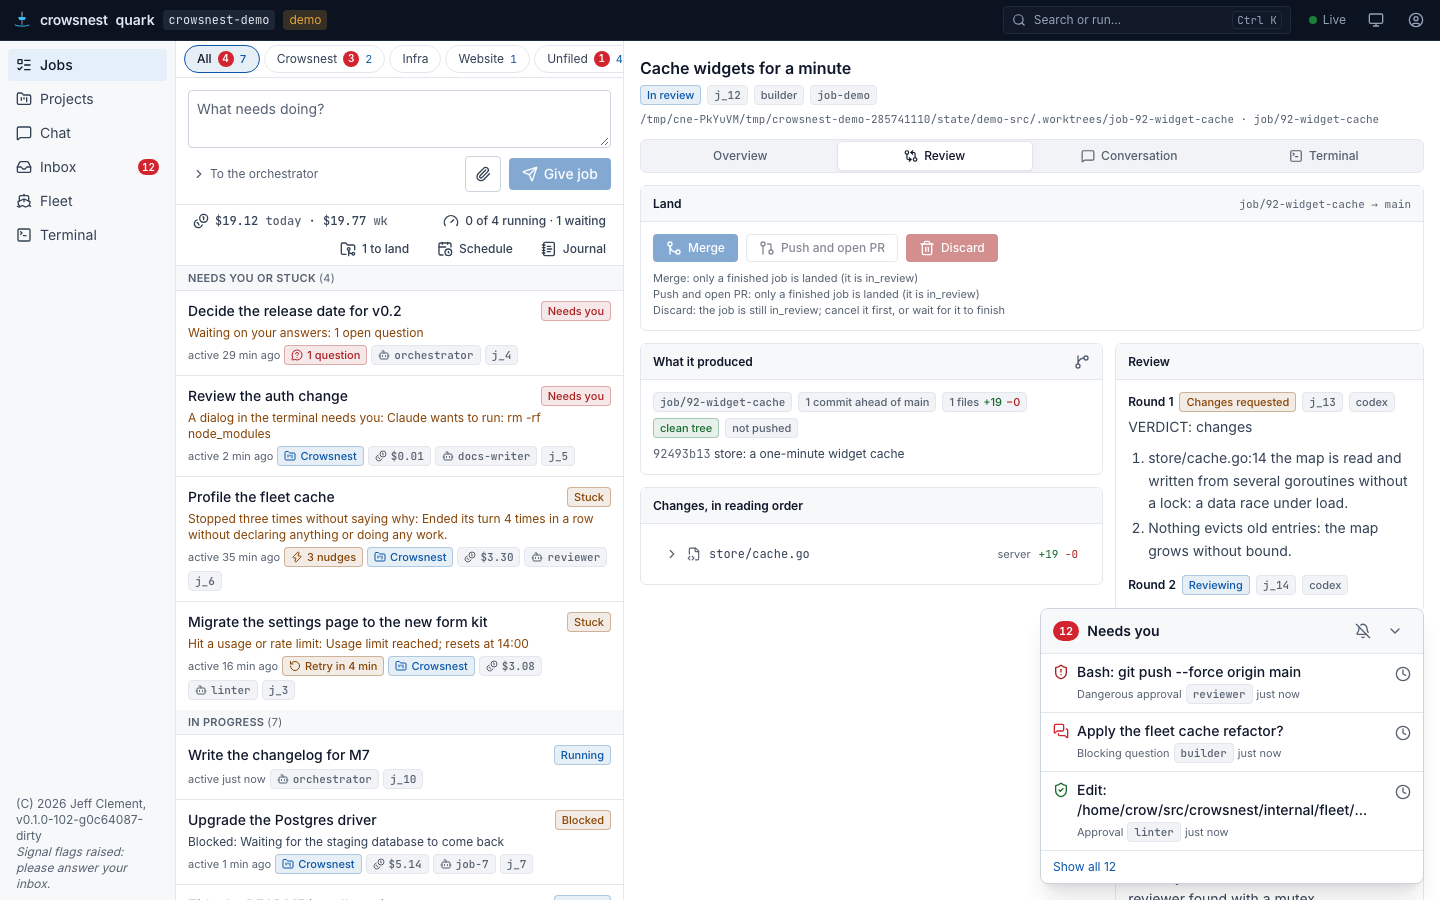 crowsnest quark crowsnest-demo demo
Search or run... Ctrl K
Live
Jobs
Projects
Chat
Inbox 12
Fleet
Terminal
(C) 2026 Jeff Clement,
v0.1.0-102-g0c64087-
dirty
Signal flags raised:
please answer your
inbox.
All 4 7
Crowsnest 3 2
Infra
Website 1
Unfiled 1 4
What needs doing?
To the orchestrator
Give job
$19.12 today · $19.77 wk
0 of 4 running · 1 waiting
1 to land
Schedule
Journal
NEEDS YOU OR STUCK (4)
Decide the release date for v0.2
Needs you
Waiting on your answers: 1 open question
active 29 min ago 1 question orchestrator j_4
Review the auth change
Needs you
A dialog in the terminal needs you: Claude wants to run: rm -rf
node_modules
active 2 min ago Crowsnest $0.01 docs-writer j_5
Profile the fleet cache
Stuck
Stopped three times without saying why: Ended its turn 4 times in a row
without declaring anything or doing any work.
active 35 min ago 3 nudges Crowsnest $3.30 reviewer
j_6
Migrate the settings page to the new form kit
Stuck
Hit a usage or rate limit: Usage limit reached; resets at 14:00
active 16 min ago Retry in 4 min Crowsnest $3.08
linter j_3
IN PROGRESS (7)
Write the changelog for M7
Running
active just now orchestrator j_10
Upgrade the Postgres driver
Blocked
Blocked: Waiting for the staging database to come back
active 1 min ago Crowsnest $5.14 job-7 j_7
Cache widgets for a minute
In review j_12 builder job-demo
/tmp/cne-PkYuVM/tmp/crowsnest-demo-285741110/state/demo-src/.worktrees/job-92-widget-cache · job/92-widget-cache
Overview
Review
Conversation
Terminal
Land
job/92-widget-cache → main
Merge
Push and open PR
Discard
Merge: only a finished job is landed (it is in_review)
Push and open PR: only a finished job is landed (it is in_review)
Discard: the job is still in_review; cancel it first, or wait for it to finish
What it produced
job/92-widget-cache 1 commit ahead of main 1 files +19 −0
clean tree not pushed
92493b13 store: a one-minute widget cache
Changes, in reading order
store/cache.go
server +19 -0
Review
Round 1 Changes requested j_13 codex
VERDICT: changes
1. store/cache.go:14 the map is read and
written from several goroutines without
a lock: a data race under load.
2. Nothing evicts old entries: the map
grows without bound.
Round 2 Reviewing j_14 codex
12 Needs you
Bash: git push --force origin main
Dangerous approval reviewer just now
Apply the fleet cache refactor?
Blocking question builder just now
Edit:
/home/crow/src/crowsnest/internal/fleet/...
Approval linter just now
Show all 12
reviewer found with a mutex